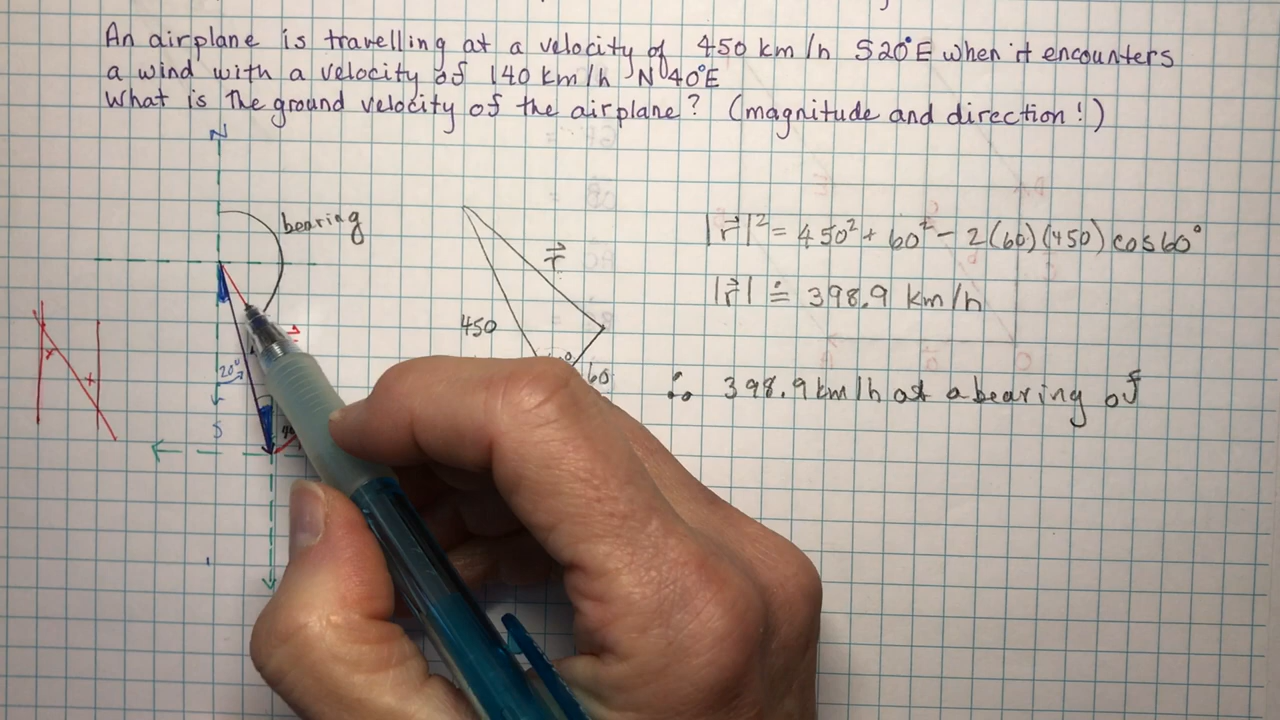 An airplane is travelling at a velocity of 450 km/h S20°E when it encounters
a wind with a velocity of 140 km/h N40°E
What is the ground velocity of the airplane? (magnitude and direction!)
N
bearing
|r⃗|² = 450² + 60² - 2(60)(450) cos60°
r⃗
|r⃗| ≐ 398.9 km/h
450
20°
60
∴ 398.9 km/h at a bearing of
S